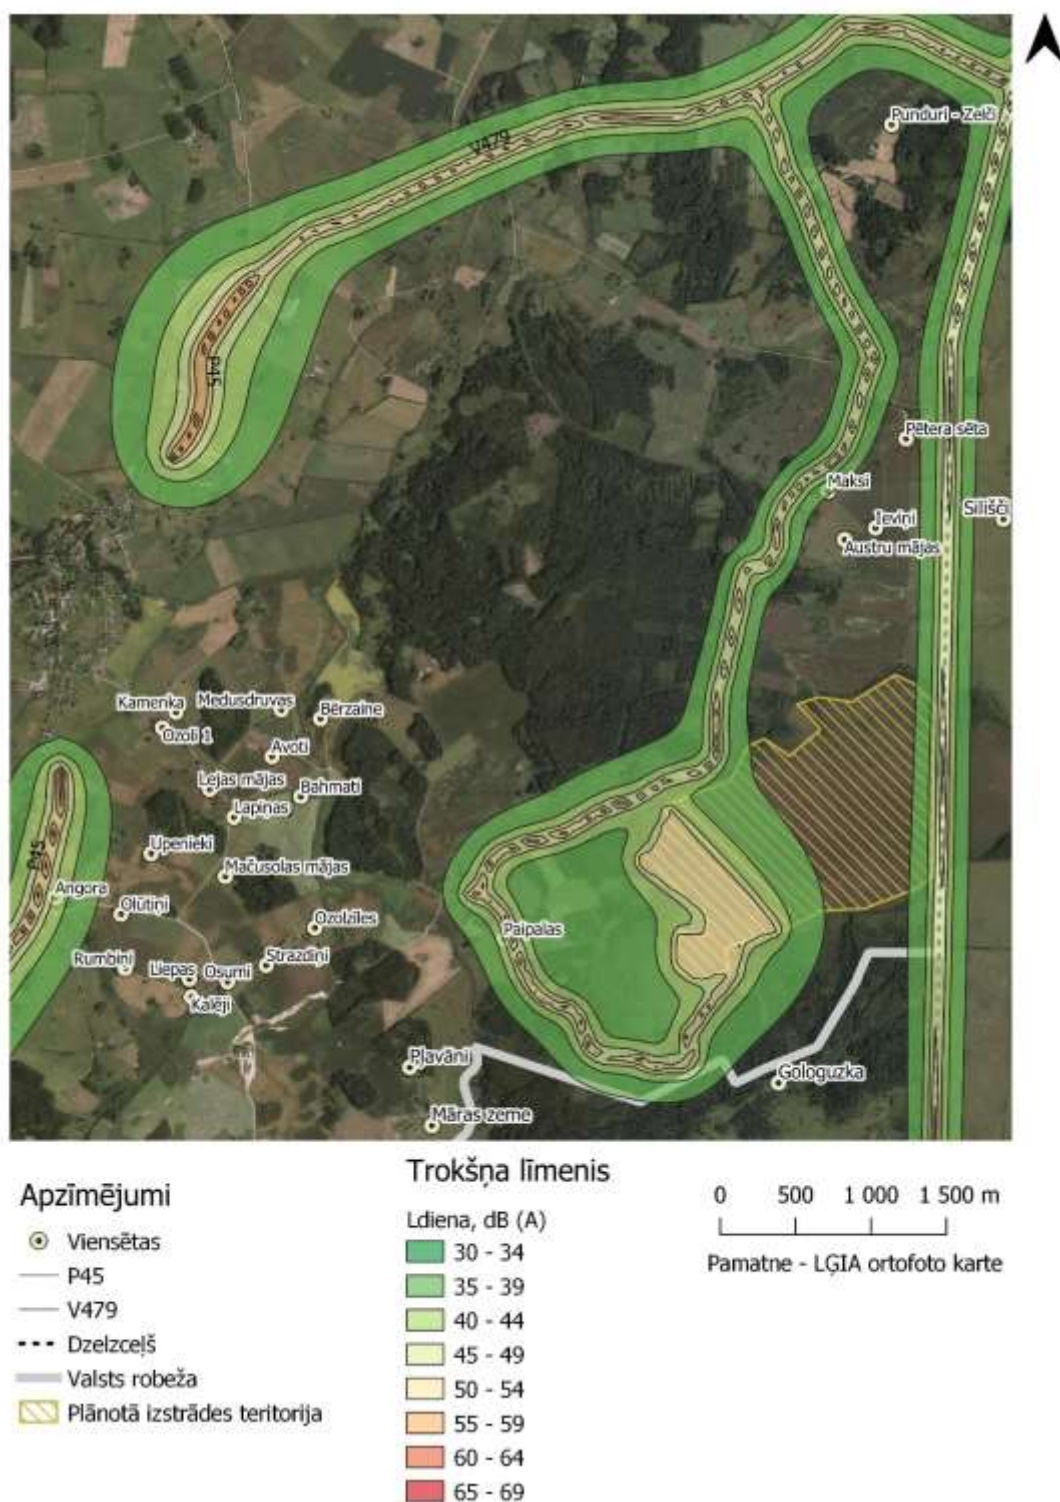 Punduri - Zelči
V479
P45
Pētera sēta
Maksi
Ieviņi
Silišči
Austru mājas
Kamenka
Medusdruvas
Bērzaine
Ozoli 1
Avoti
Lejas mājas
Bahmati
Lapiņas
P45
Upenieki
Mačusolas mājas
Angora
Olūtiņi
Ozolzīles
Paipalas
Rumbiņi
Liepas
Osumi
Strazdiņi
Kalēji
Pļavāni
Gologuzka
Māras zeme
Apzīmējumi
Viensētas
P45
V479
Dzelzceļš
Valsts robeža
Plānotā izstrādes teritorija
Trokšņa līmenis
Ldiena, dB (A)
30 - 34
35 - 39
40 - 44
45 - 49
50 - 54
55 - 59
60 - 64
65 - 69
0 500 1 000 1 500 m
Pamatne - LĢIA ortofoto karte